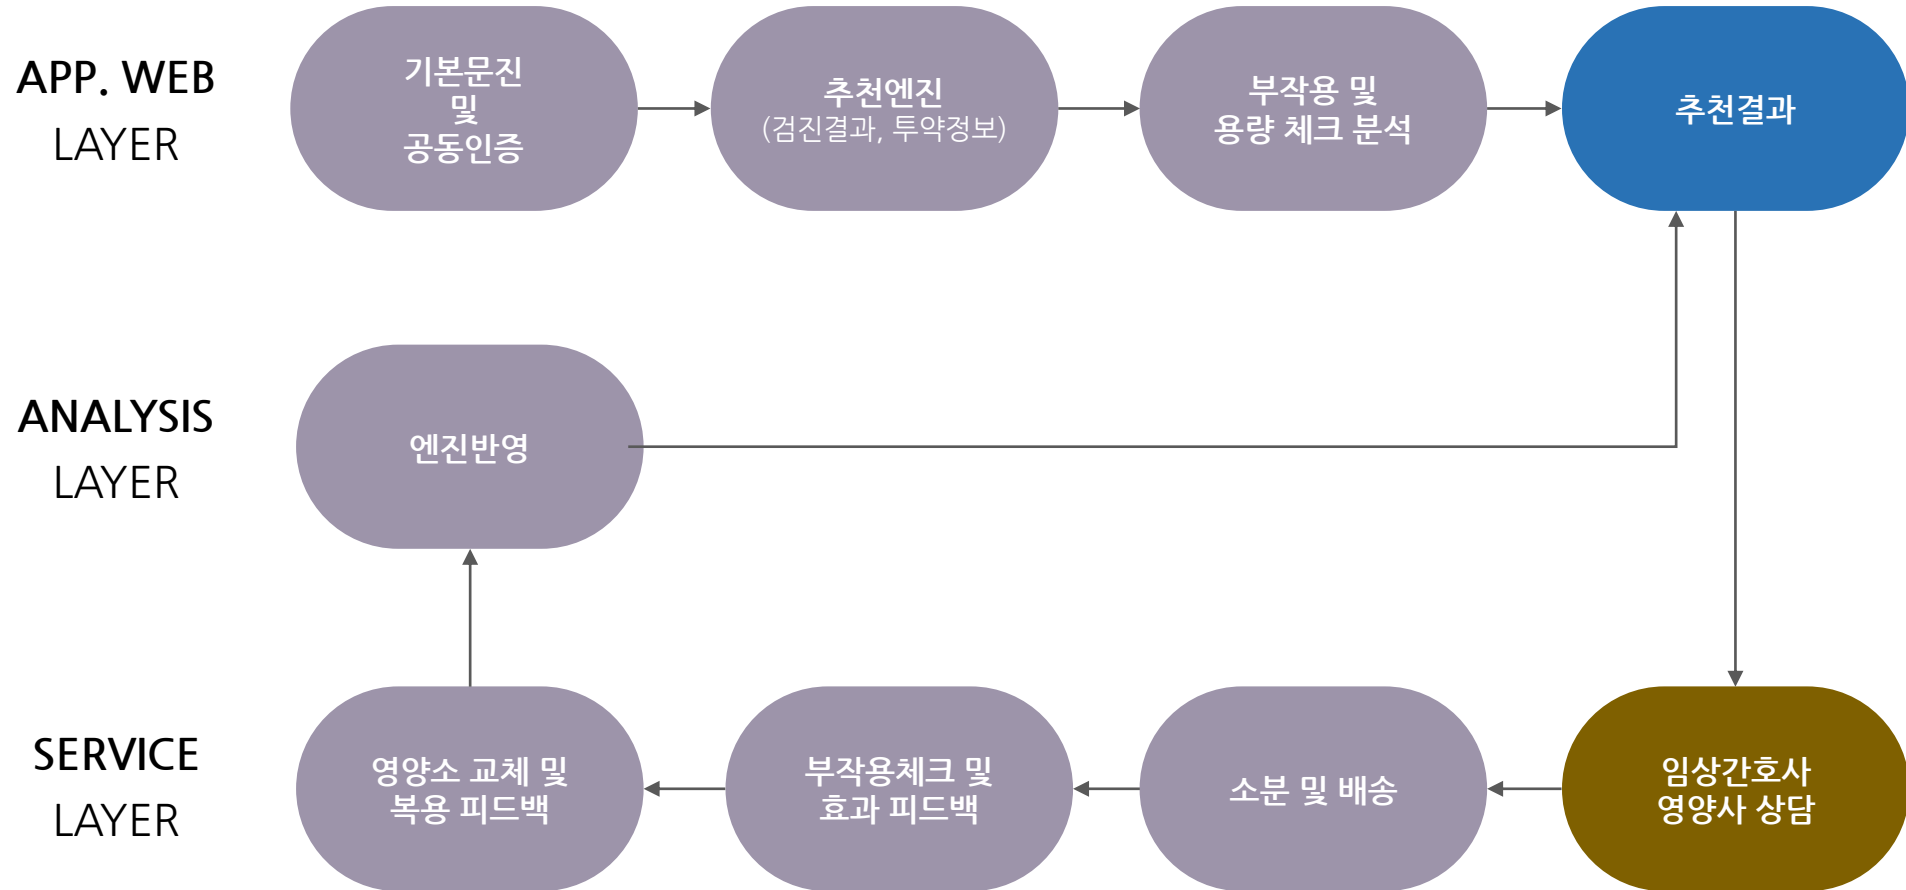 APP. WEB
LAYER
기본문진
및
공동인증
추천엔진
(검진결과, 투약정보)
부작용 및
용량 체크 분석
추천결과
ANALYSIS
LAYER
엔진반영
SERVICE
LAYER
영양소 교체 및
복용 피드백
부작용체크 및
효과 피드백
소분 및 배송
임상간호사
영양사 상담